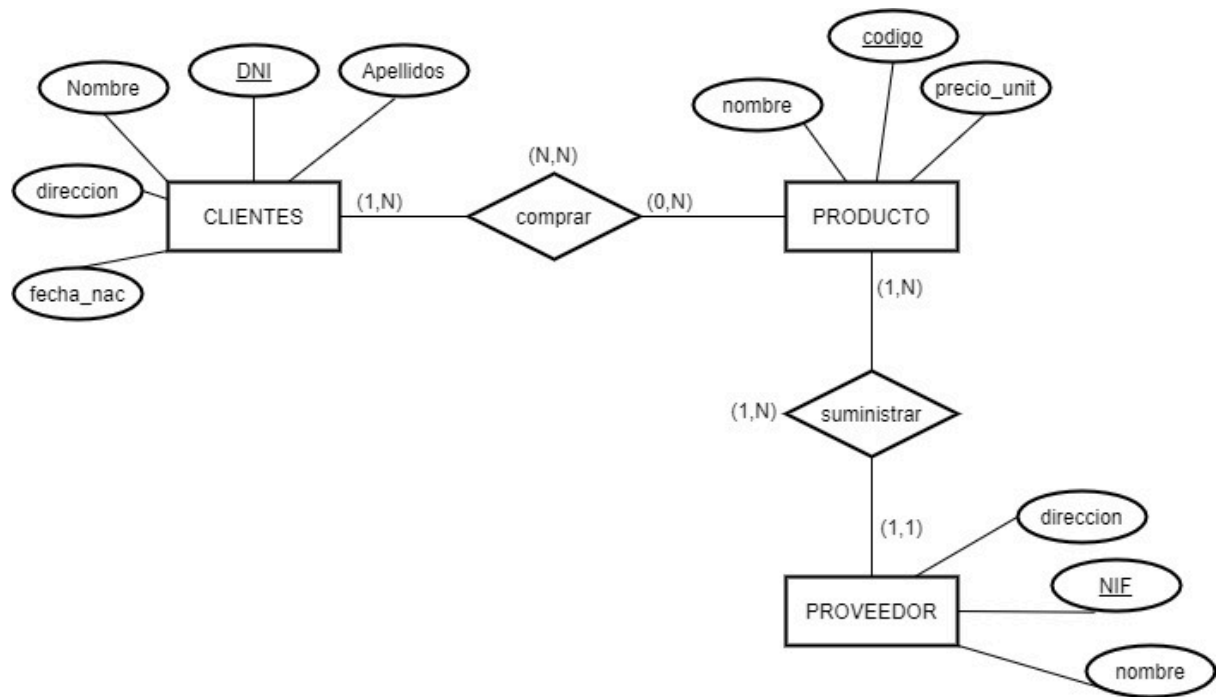 codigo
DNI
Apellidos
Nombre
precio_unit
nombre
(N,N)
direccion
CLIENTES
(1,N)
comprar
(0,N)
PRODUCTO
fecha_nac
(1,N)
(1,N)
suministrar
direccion
(1,1)
NIF
PROVEEDOR
nombre